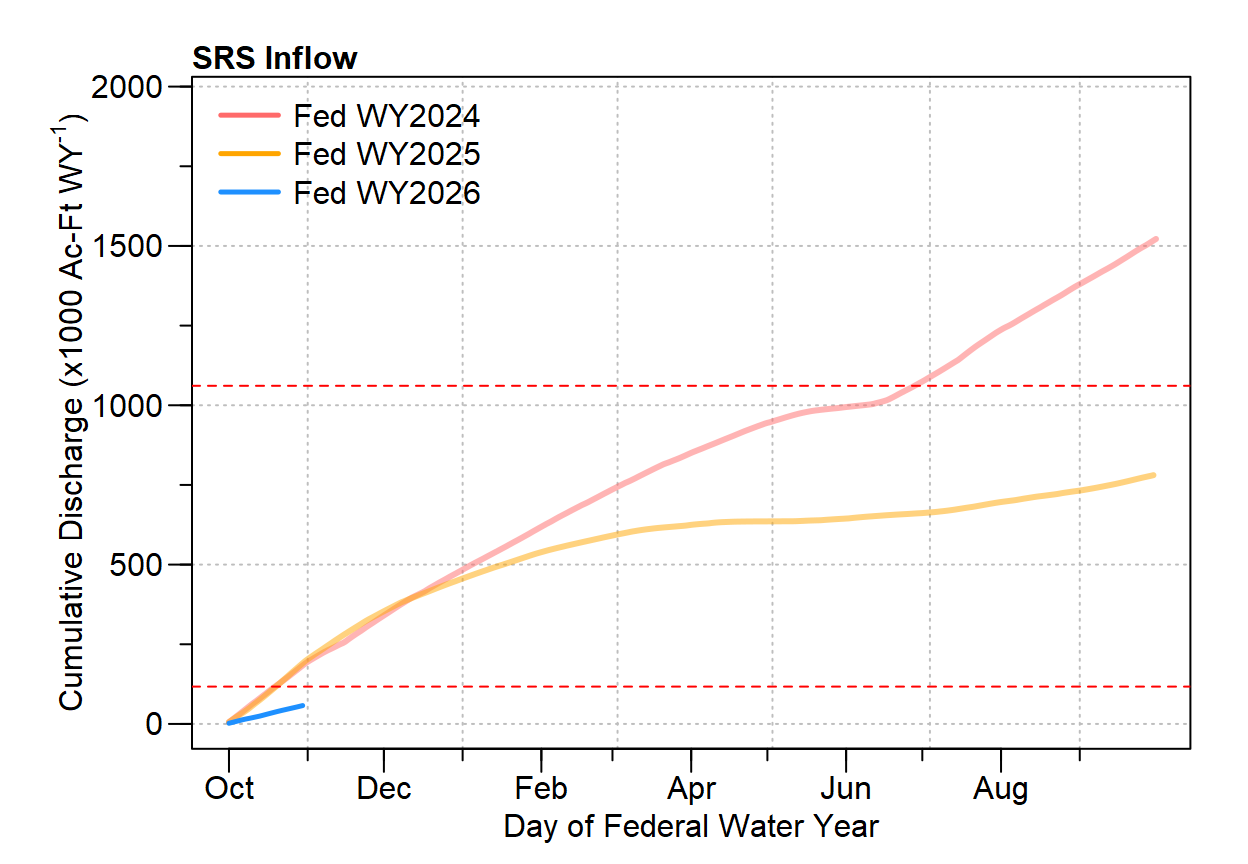 SRS Inflow
Cumulative Discharge (x1000 Ac-Ft WY⁻¹)
2000
1500
1000
500
0
Fed WY2024
Fed WY2025
Fed WY2026
Oct Dec Feb Apr Jun Aug
Day of Federal Water Year